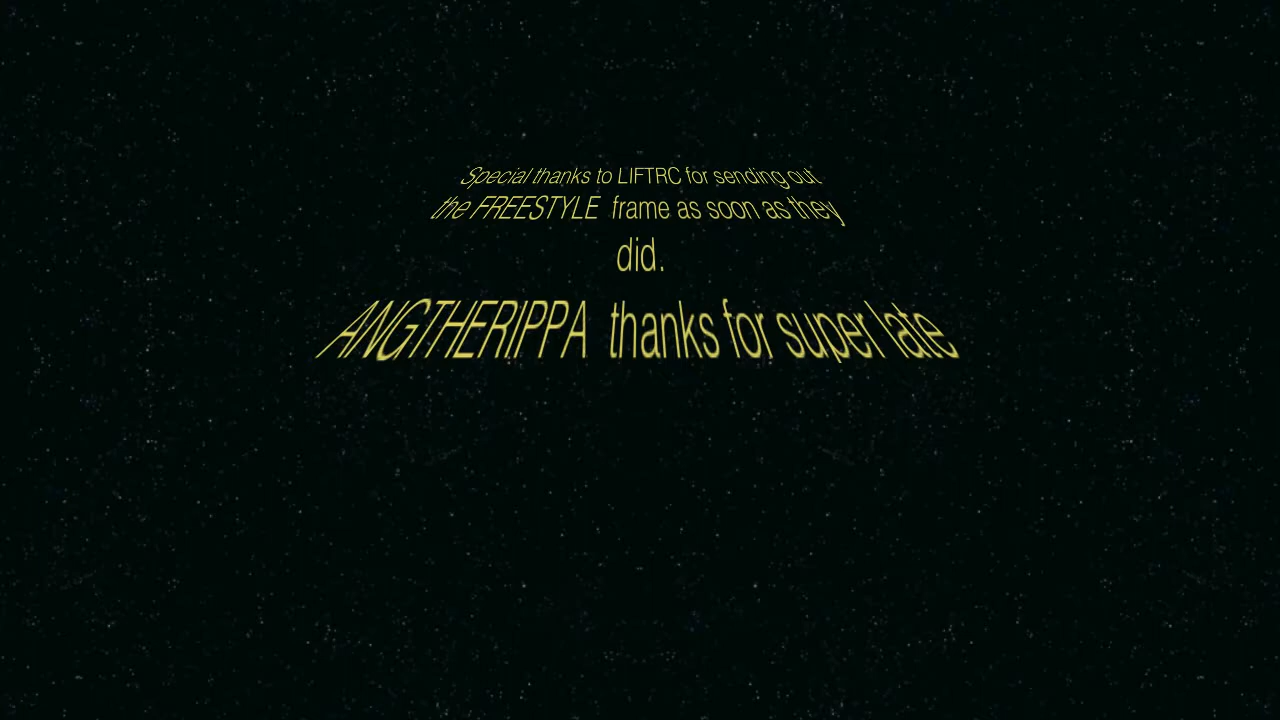 Special thanks to LIFTRC for sending out
the FREESTYLE frame as soon as they
did.
ANGTHERIPPA thanks for super late